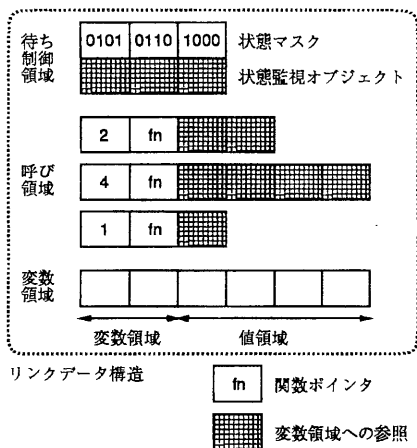 待ち制御領域
0101 0110 1000 状態マスク
状態監視オブジェクト
2 fn
呼び領域
4 fn
1 fn
変数領域
変数領域 値領域
リンクデータ構造
fn 関数ポインタ
変数領域への参照